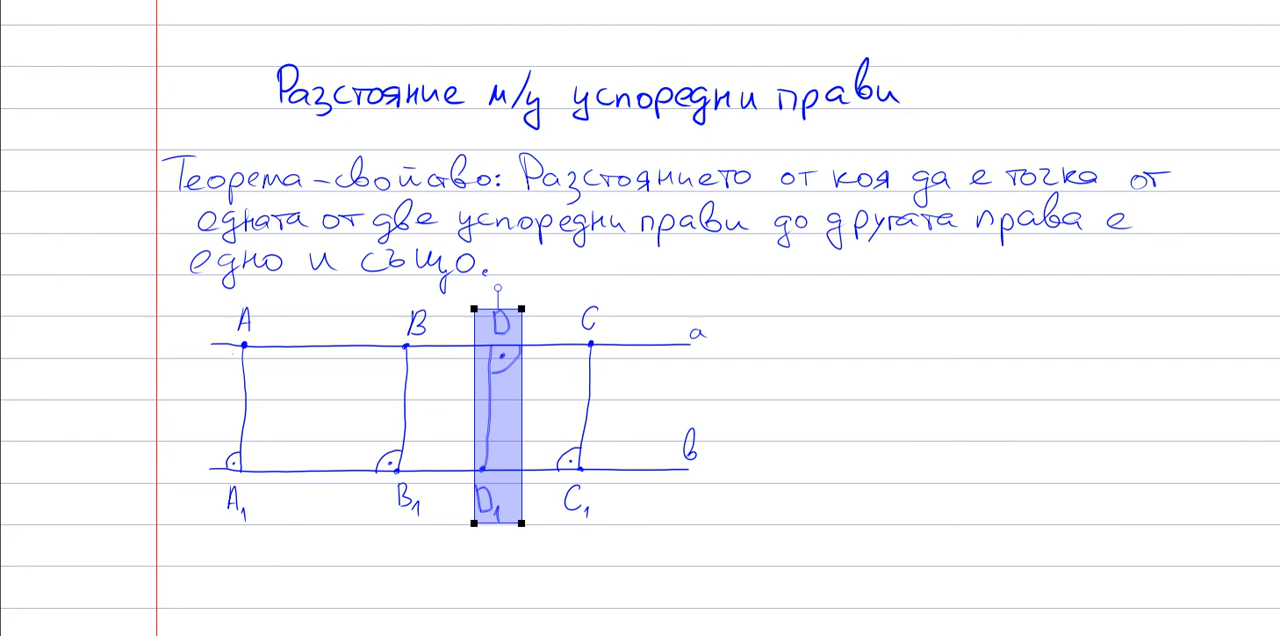 Разстояние м/у успоредни прави
Теорема-свойство: Разстоянието от коя да е точка от
едната от две успоредни прави до другата права е
едно и също.
A B D C a
в
A₁ B₁ D₁ C₁